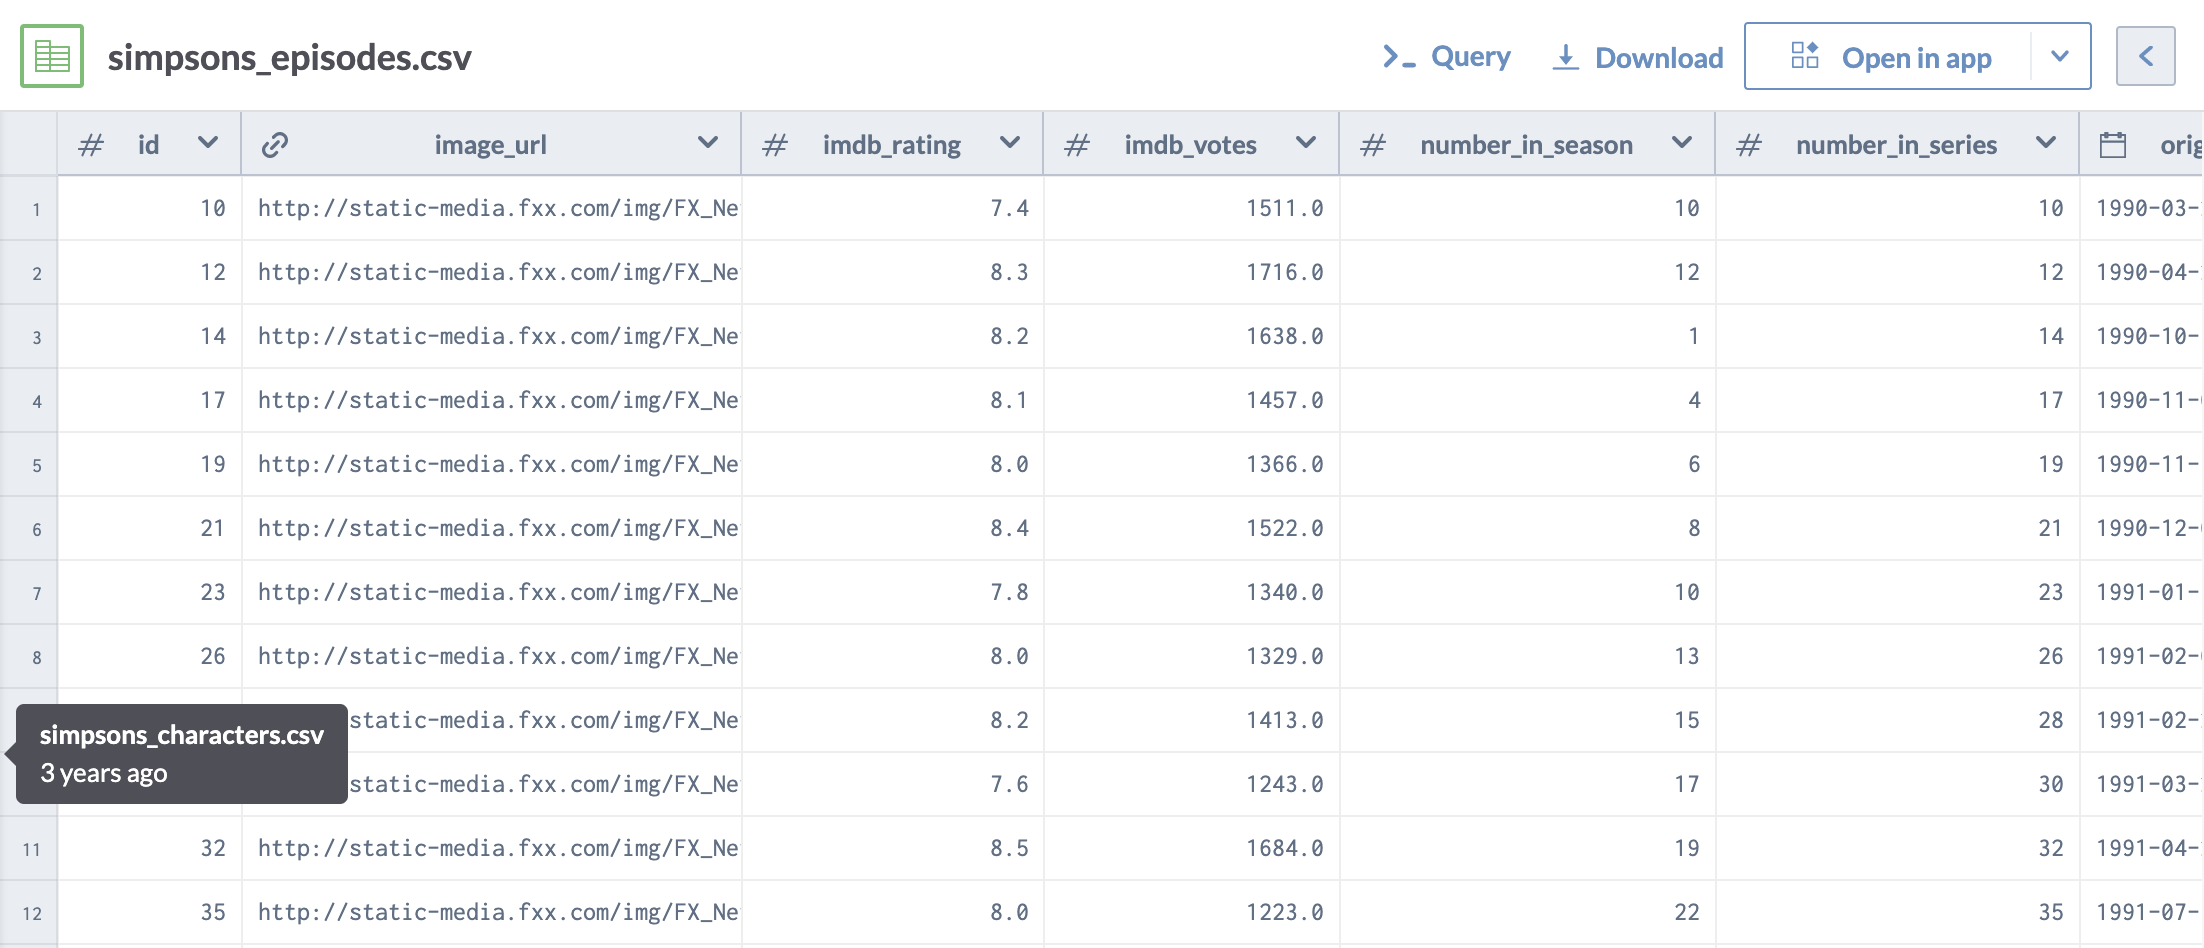 simpsons_episodes.csv Query Download Open in app
# id image_url # imdb_rating # imdb_votes # number_in_season # number_in_series orig
1 10 http://static-media.fxx.com/img/FX_Ne 7.4 1511.0 10 10 1990-03-
2 12 http://static-media.fxx.com/img/FX_Ne 8.3 1716.0 12 12 1990-04-
3 14 http://static-media.fxx.com/img/FX_Ne 8.2 1638.0 1 14 1990-10-
4 17 http://static-media.fxx.com/img/FX_Ne 8.1 1457.0 4 17 1990-11-
5 19 http://static-media.fxx.com/img/FX_Ne 8.0 1366.0 6 19 1990-11-
6 21 http://static-media.fxx.com/img/FX_Ne 8.4 1522.0 8 21 1990-12-
7 23 http://static-media.fxx.com/img/FX_Ne 7.8 1340.0 10 23 1991-01-
8 26 http://static-media.fxx.com/img/FX_Ne 8.0 1329.0 13 26 1991-02-
static-media.fxx.com/img/FX_Ne 8.2 1413.0 15 28 1991-02-
simpsons_characters.csv
3 years ago
static-media.fxx.com/img/FX_Ne 7.6 1243.0 17 30 1991-03-
11 32 http://static-media.fxx.com/img/FX_Ne 8.5 1684.0 19 32 1991-04-
12 35 http://static-media.fxx.com/img/FX_Ne 8.0 1223.0 22 35 1991-07-